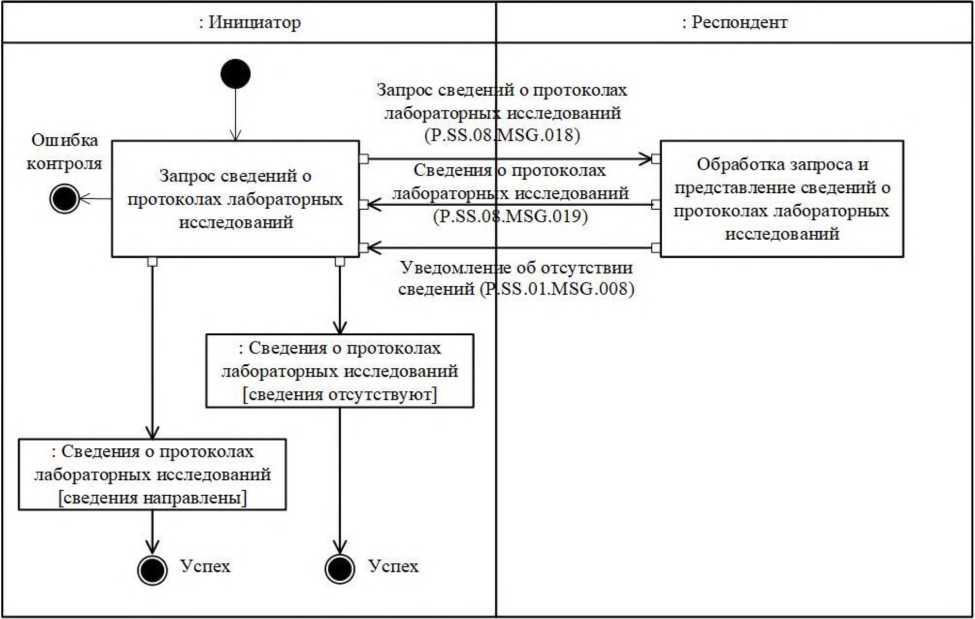 : Инициатор
: Респондент
Запрос сведений о протоколах
лабораторных исследований
(P.SS.08.MSG.018)
Ошибка
контроля
Запрос сведений о
протоколах лабораторных
исследований
Сведения о протоколах
лабораторных исследований
(P.SS.08.MSG.019)
Обработка запроса и
представление сведений о
протоколах лабораторных
исследований
Уведомление об отсутствии
сведений (P.SS.01.MSG.008)
: Сведения о протоколах
лабораторных исследований
[сведения отсутствуют]
: Сведения о протоколах
лабораторных исследований
[сведения направлены]
Успех
Успех